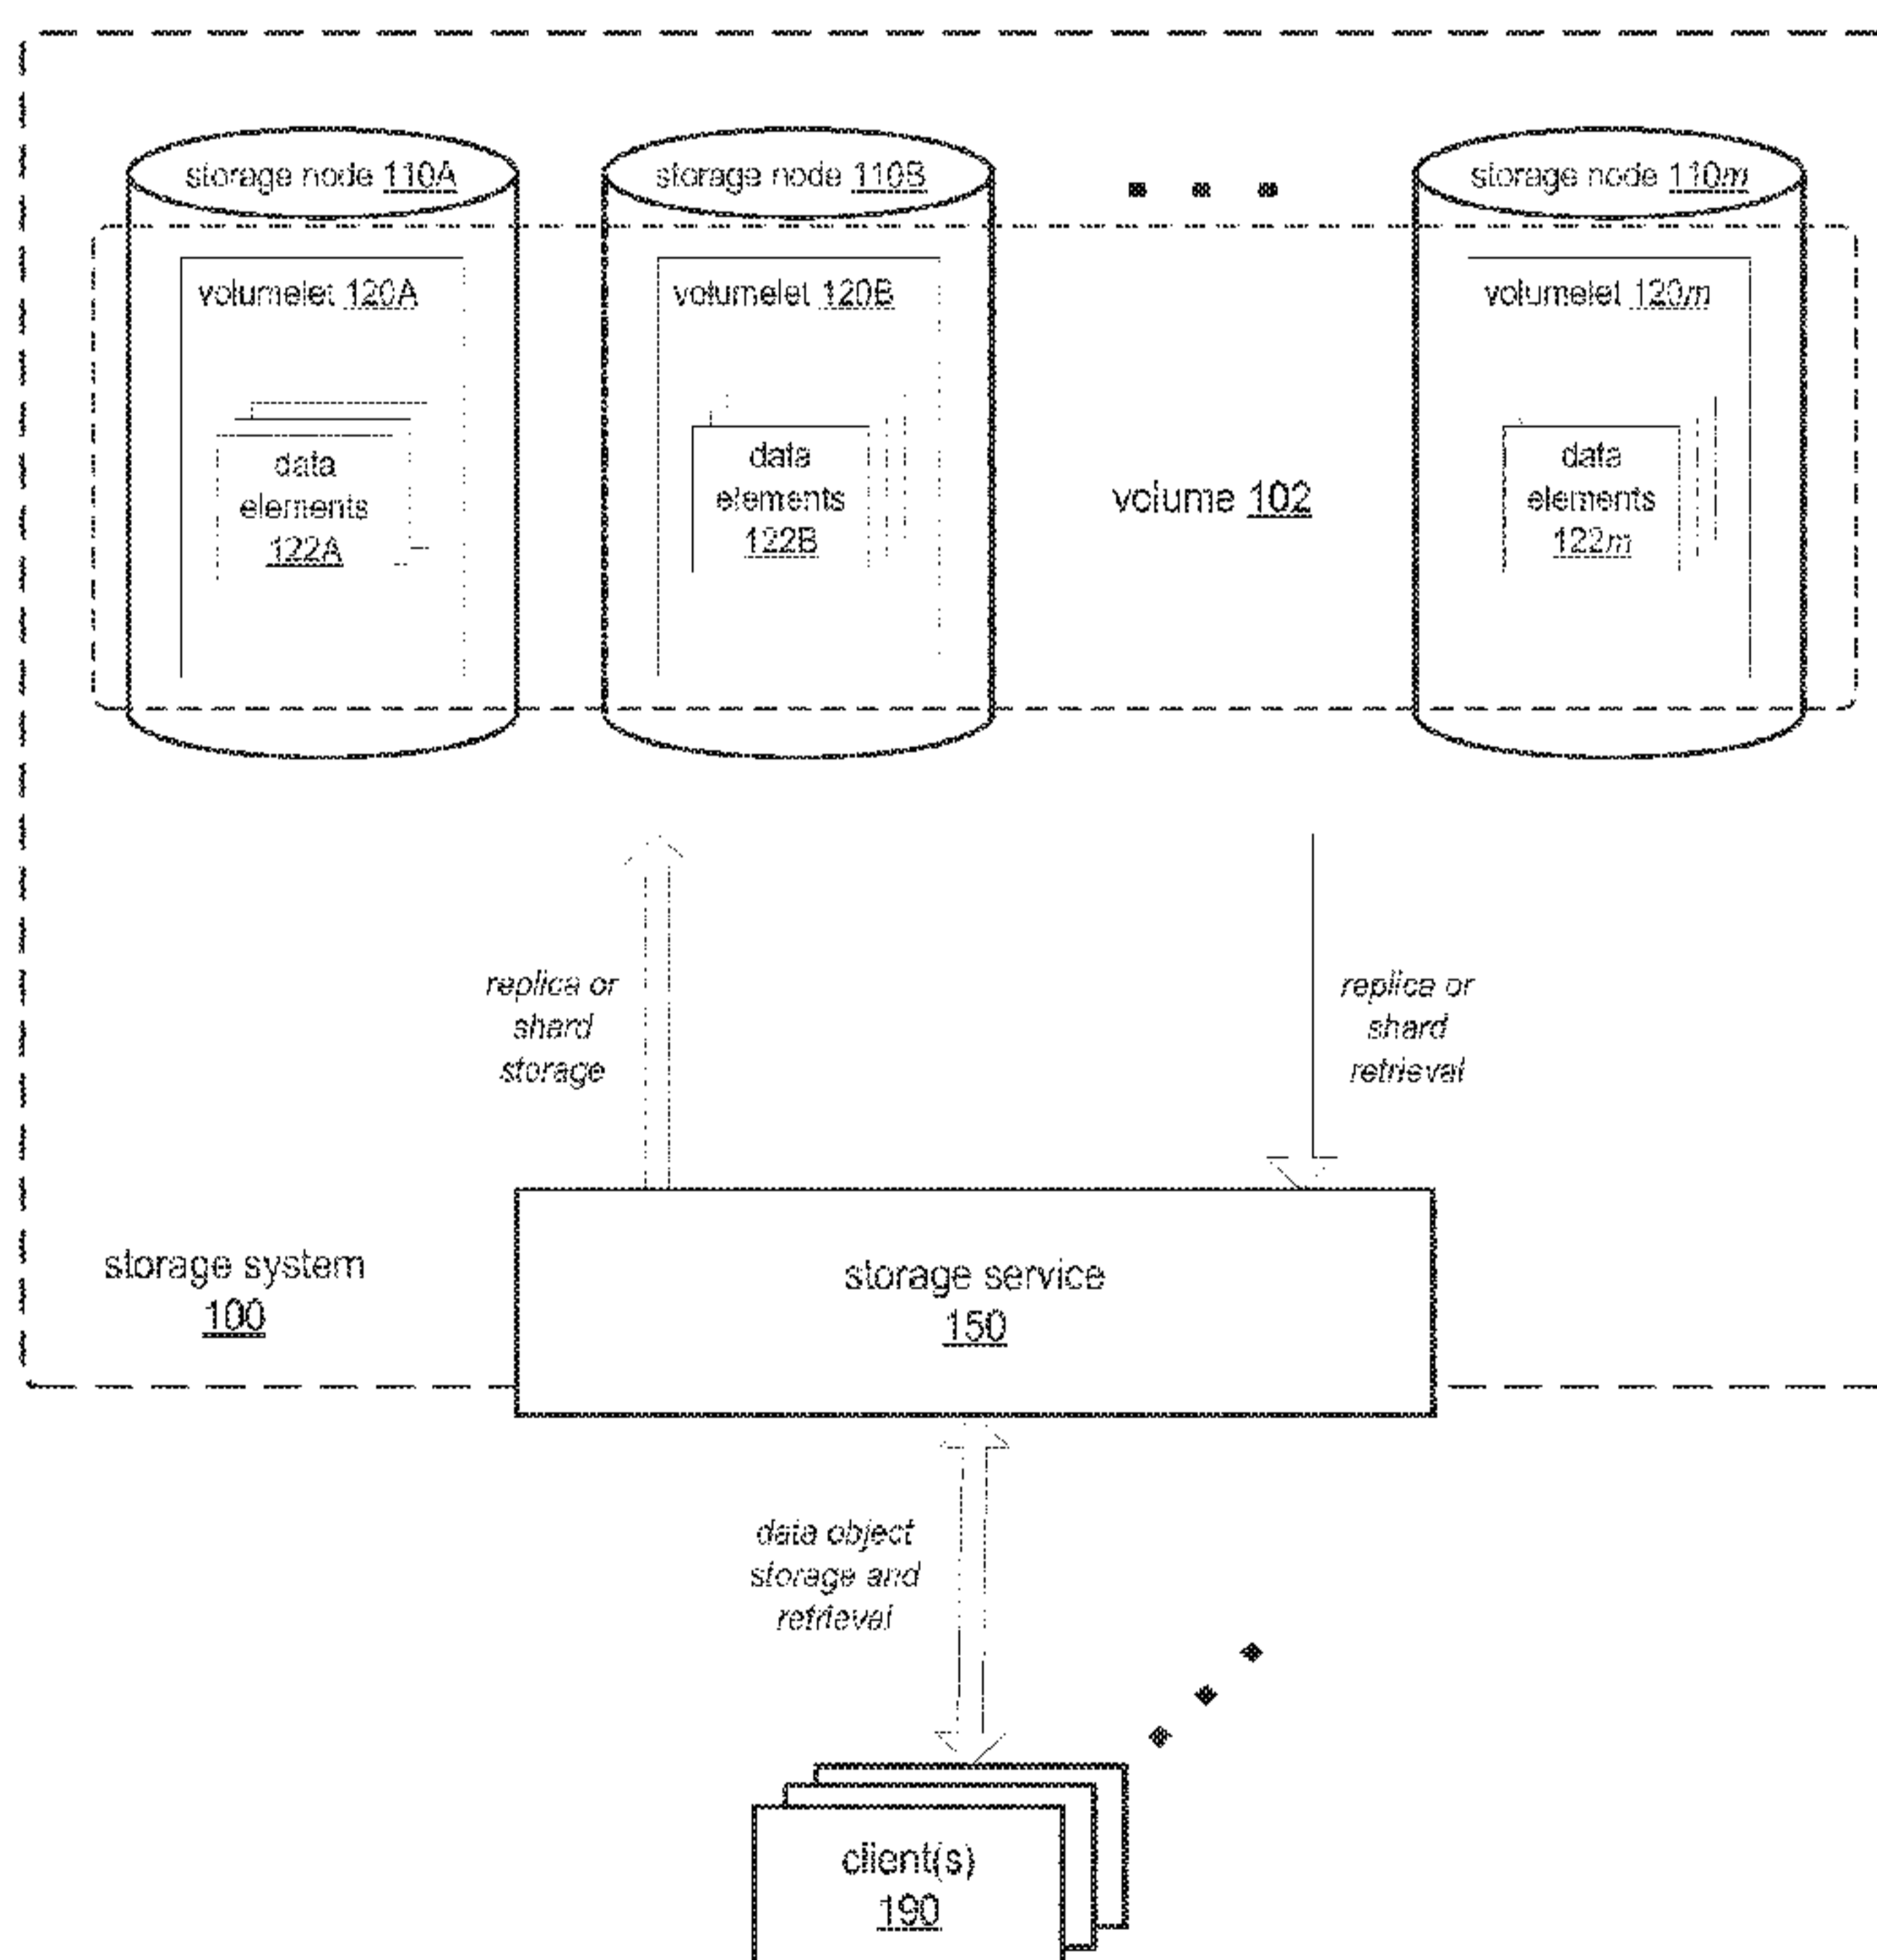 storage node 110A
storage node 110B
storage node 110m
volumelet 120A
volumelet 120B
volumelet 120m
data
elements
122A
data
elements
122B
volume 102
data
elements
122m
replica or
shard
storage
replica or
shard
retrieval
storage system
100
storage service
150
data object
storage and
retrieval
client(s)
190